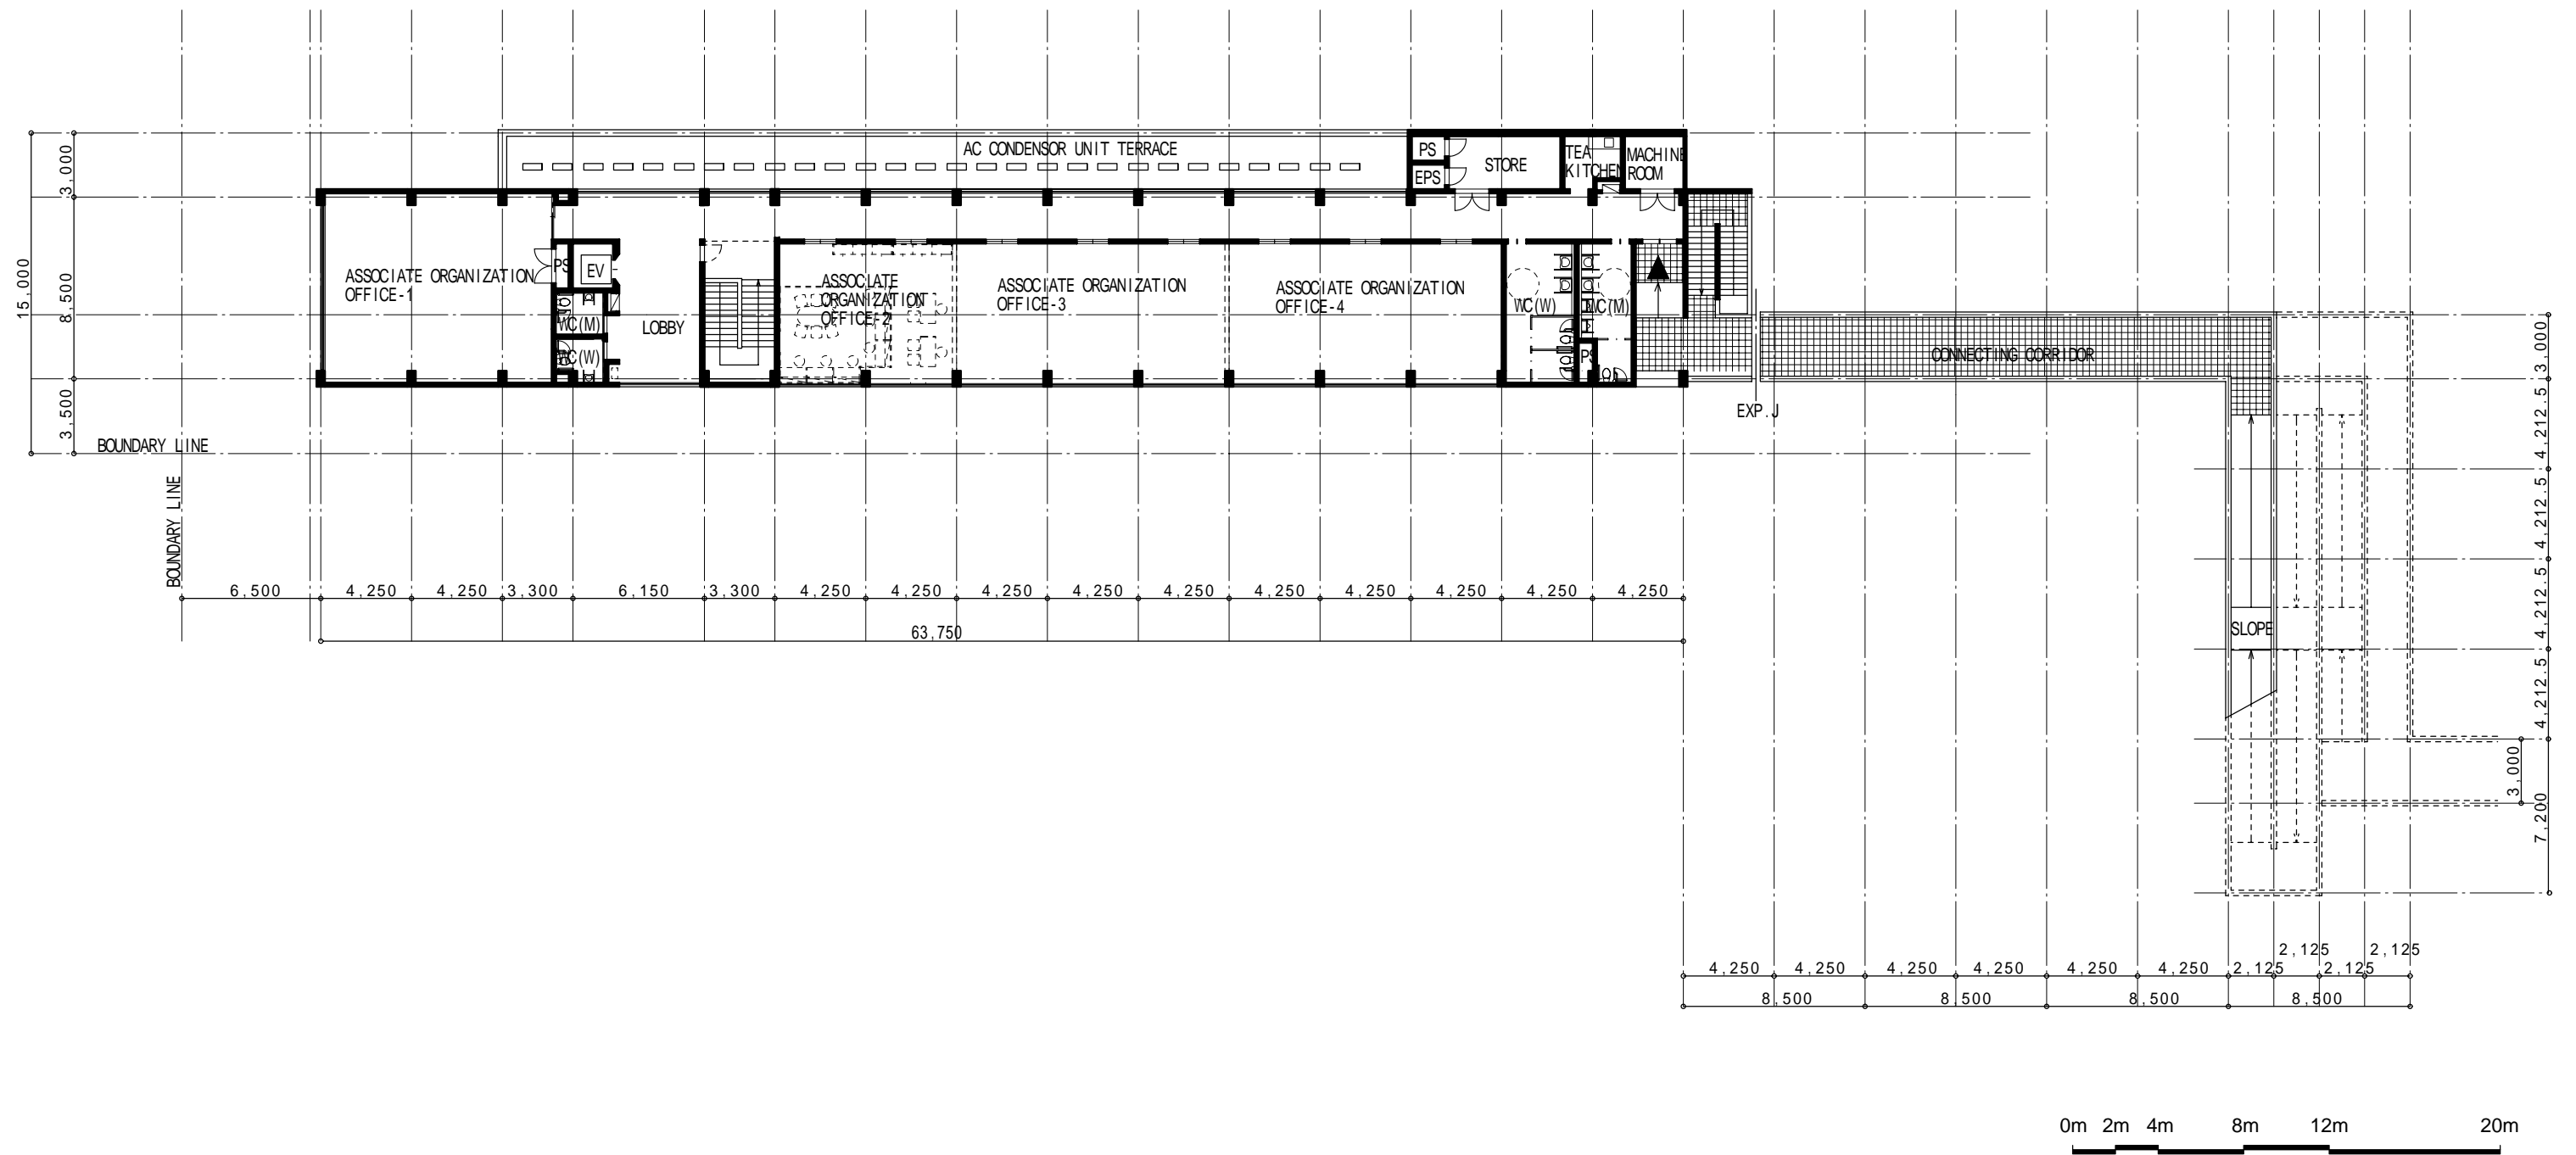 AC CONDENSOR UNIT TERRACE
PS
EPS
STORE
TEA
KITCHEN
MACHINE
ROOM
3,000
8,500
3,500
15,000
ASSOCIATE ORGANIZATION
OFFICE-1
PS
EV
WC(M)
WC(W)
LOBBY
ASSOCIATE
ORGANIZATION
OFFICE-2
ASSOCIATE ORGANIZATION
OFFICE-3
ASSOCIATE ORGANIZATION
OFFICE-4
WC(W)
WC(M)
PS
CONNECTING CORRIDOR
EXP.J
BOUNDARY LINE
BOUNDARY LINE
6,500
4,250
4,250
3,300
6,150
3,300
4,250
4,250
4,250
4,250
4,250
4,250
4,250
4,250
4,250
4,250
63,750
SLOPE
3,000
4,212.5
4,212.5
4,212.5
4,212.5
4,212.5
3,000
7,200
2,125
2,125
4,250
4,250
4,250
4,250
4,250
4,250
2,125
2,125
8,500
8,500
8,500
8,500
0m 2m 4m 8m 12m 20m